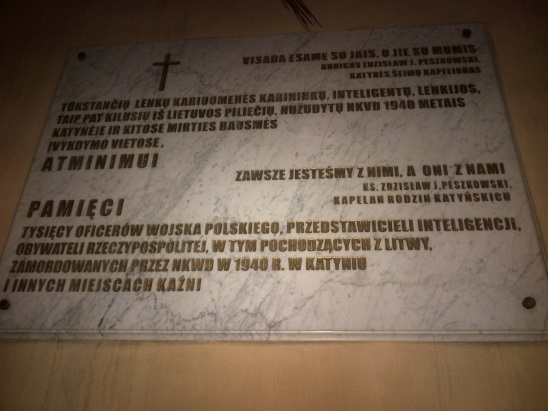 VISADA ESAME SU JAIS, O JIE SU MUMIS
KUNIGAS ZDZISŁAW J. PESZKOWSKI,
KATYNĖS ŠEIMŲ KAPELIONAS
TŪKSTANČIŲ LENKŲ KARIUOMENĖS KARININKŲ, INTELIGENTŲ, LENKIJOS,
TAIP PAT KILUSIŲ IŠ LIETUVOS PILIEČIŲ, NUŽUDYTŲ NKVD 1940 METAIS
KATYNĖJE IR KITOSE MIRTIES BAUSMĖS
ĮVYKDYMO VIETOSE,
ATMINIMUI
ZAWSZE JESTEŚMY Z NIMI, A ONI Z NAMI
KS. ZDZISŁAW J. PESZKOWSKI,
KAPELAN RODZIN KATYŃSKICH
PAMIĘCI
TYSIĘCY OFICERÓW WOJSKA POLSKIEGO, PRZEDSTAWICIELI INTELIGENCJI,
OBYWATELI RZECZYPOSPOLITEJ, W TYM POCHODZĄCYCH Z LITWY,
ZAMORDOWANYCH PRZEZ NKWD W 1940 R. W KATYNIU
I INNYCH MIEJSCACH KAŹNI